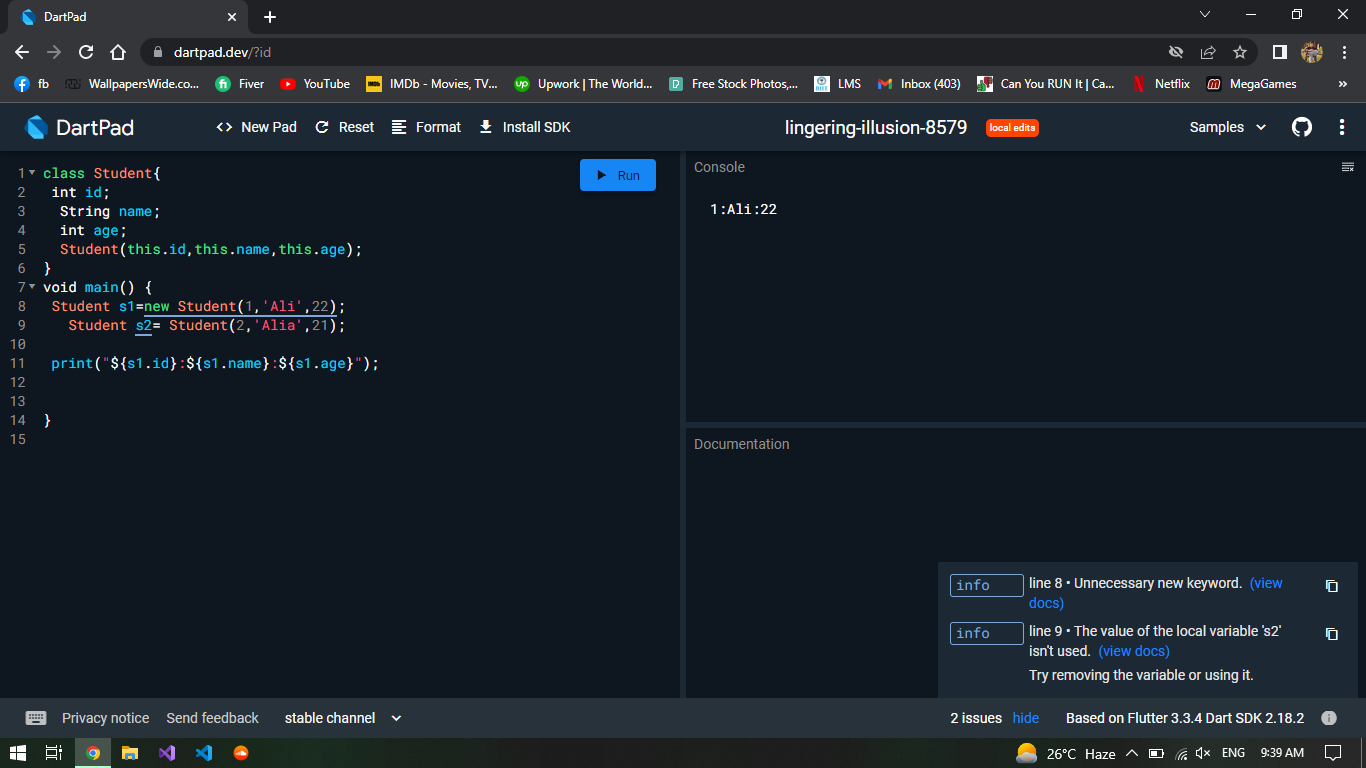 DartPad
dartpad.dev/?id
fb WallpapersWide.co... Fiver YouTube IMDb - Movies, TV... Upwork | The World... Free Stock Photos,... LMS Inbox (403) Can You RUN It | Ca... Netflix MegaGames »
DartPad <> New Pad Reset Format Install SDK lingering-illusion-8579 local edits Samples
Run
1 class Student{
2 int id;
3 String name;
4 int age;
5 Student(this.id,this.name,this.age);
6 }
7 void main() {
8 Student s1=new Student(1,'Ali',22);
9 Student s2= Student(2,'Alia',21);
10
11 print("${s1.id}:${s1.name}:${s1.age}");
12
13
14 }
15
Console
1:Ali:22
Documentation
info line 8 • Unnecessary new keyword. (view
docs)
info line 9 • The value of the local variable 's2'
isn't used. (view docs)
Try removing the variable or using it.
Privacy notice Send feedback stable channel 2 issues hide Based on Flutter 3.3.4 Dart SDK 2.18.2
26°C Haze ENG 9:39 AM